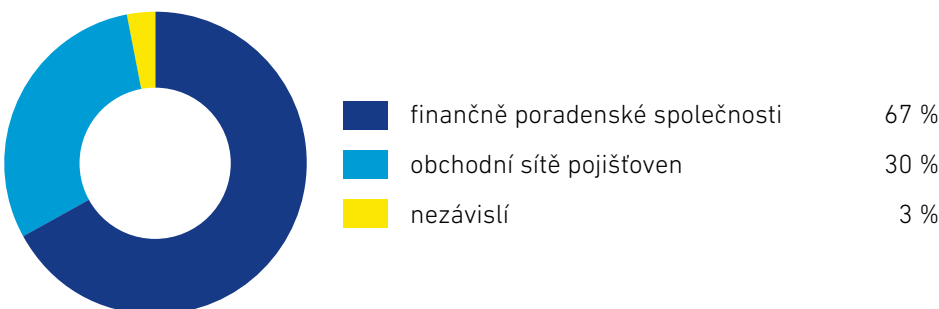 finančně poradenské společnosti 67 %
obchodní sítě pojišťoven 30 %
nezávislí 3 %